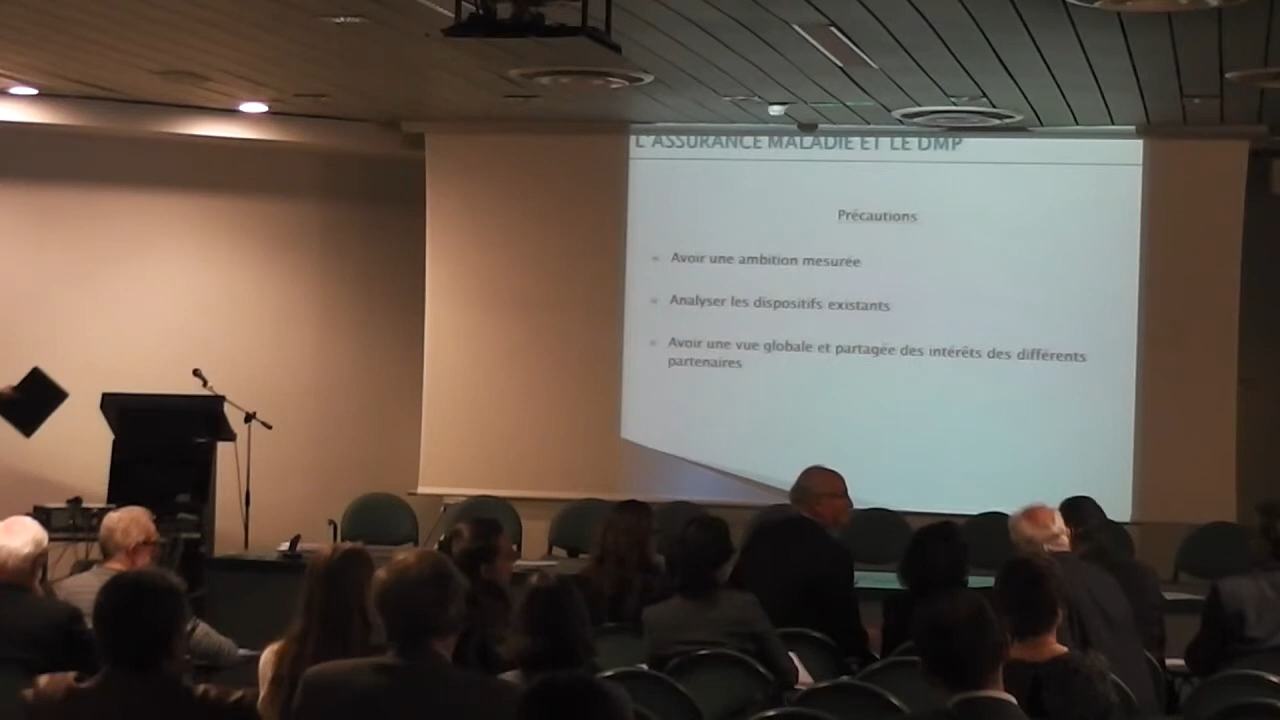 L'ASSURANCE MALADIE ET LE DMP
Précautions
Avoir une ambition mesurée
Analyser les dispositifs existants
Avoir une vue globale et partagée des intérêts des différents
partenaires